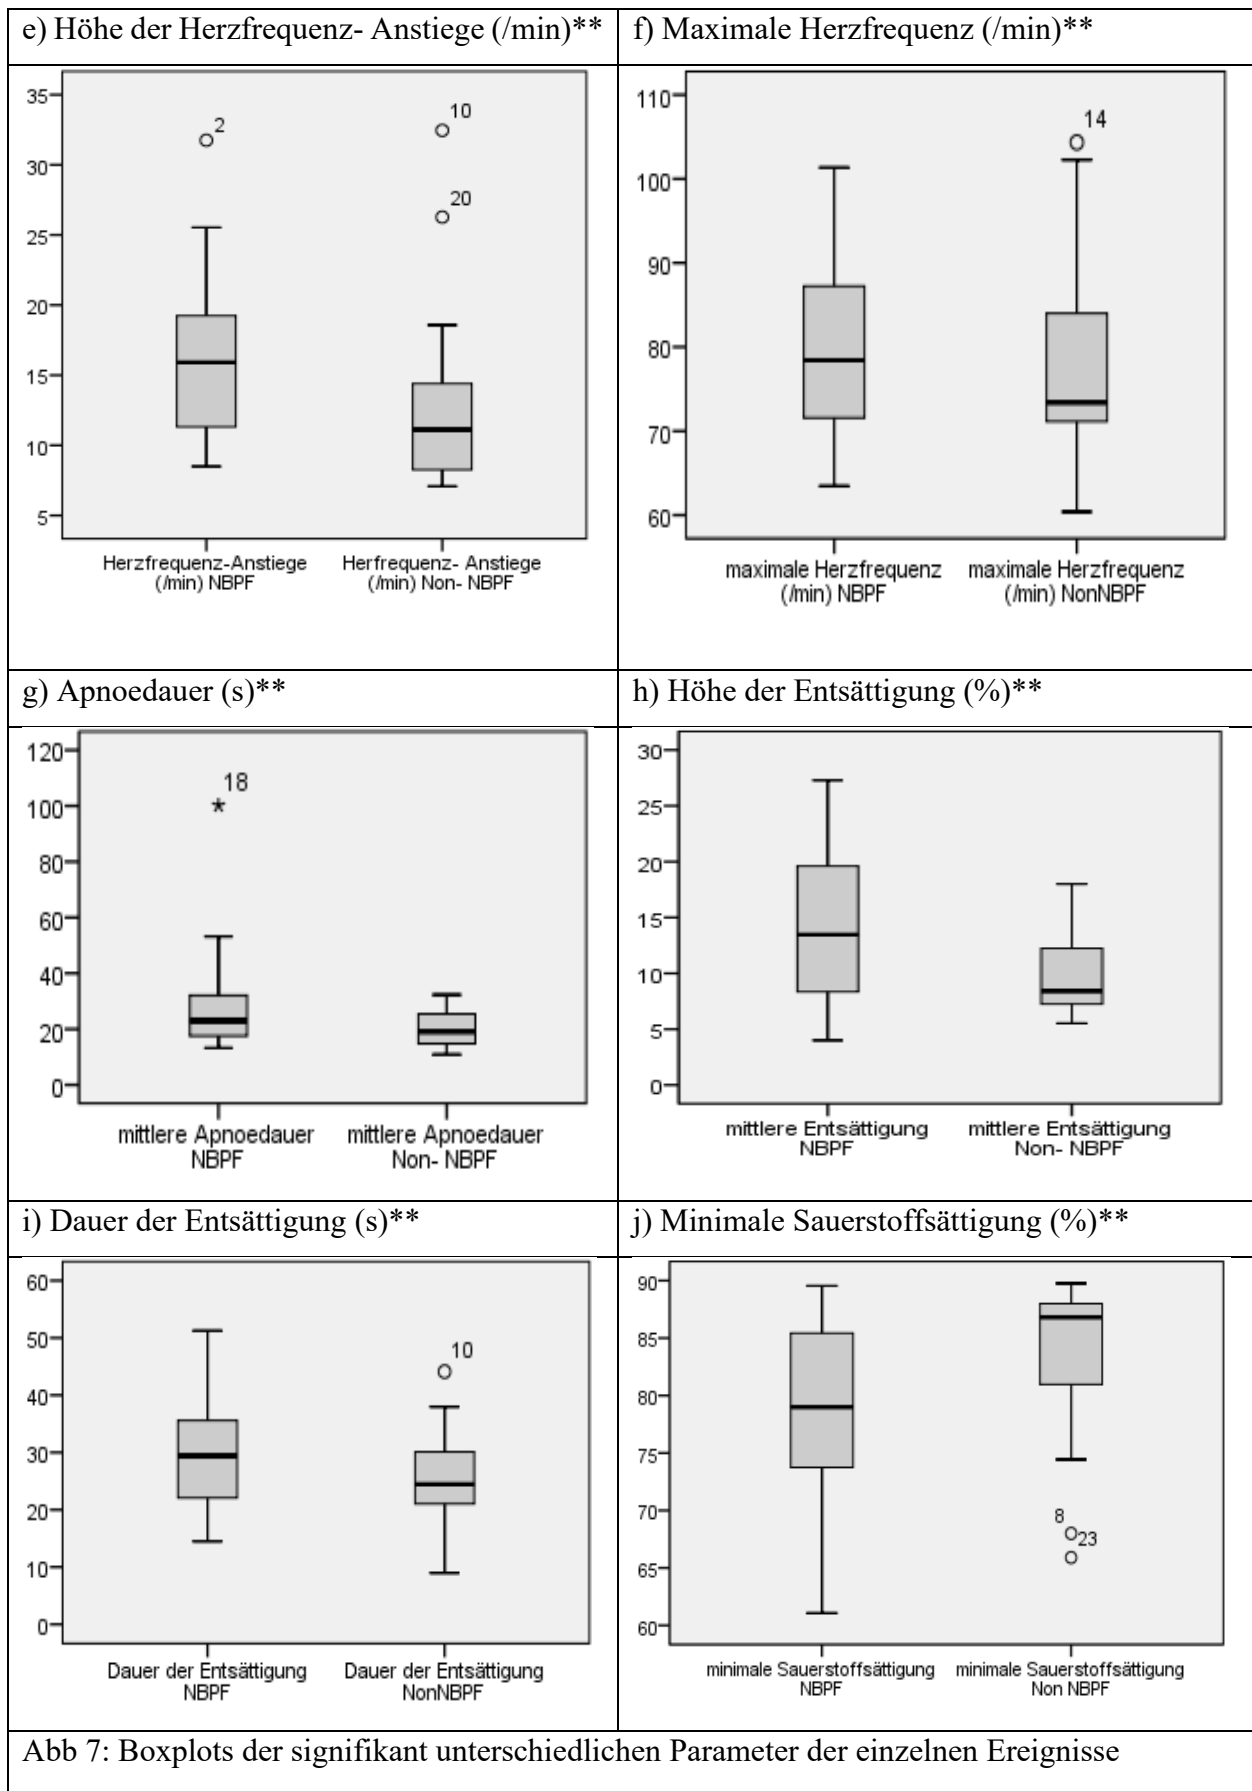 e) Höhe der Herzfrequenz- Anstiege (/min)**
35
30
25
20
15
10
5
2
10
20
Herzfrequenz-Anstiege
(/min) NBPF
Herfrequenz- Anstiege
(/min) Non- NBPF
f) Maximale Herzfrequenz (/min)**
110
100
90
80
70
60
14
maximale Herzfrequenz
(/min) NBPF
maximale Herzfrequenz
(/min) NonNBPF
g) Apnoedauer (s)**
120
100
80
60
40
20
0
18
mittlere Apnoedauer
NBPF
mittlere Apnoedauer
Non- NBPF
h) Höhe der Entsättigung (%)**
30
25
20
15
10
5
0
mittlere Entsättigung
NBPF
mittlere Entsättigung
Non- NBPF
i) Dauer der Entsättigung (s)**
60
50
40
30
20
10
0
10
Dauer der Entsättigung
NBPF
Dauer der Entsättigung
NonNBPF
j) Minimale Sauerstoffsättigung (%)**
90
85
80
75
70
65
60
8
23
minimale Sauerstoffsättigung
NBPF
minimale Sauerstoffsättigung
Non NBPF
Abb 7: Boxplots der signifikant unterschiedlichen Parameter der einzelnen Ereignisse